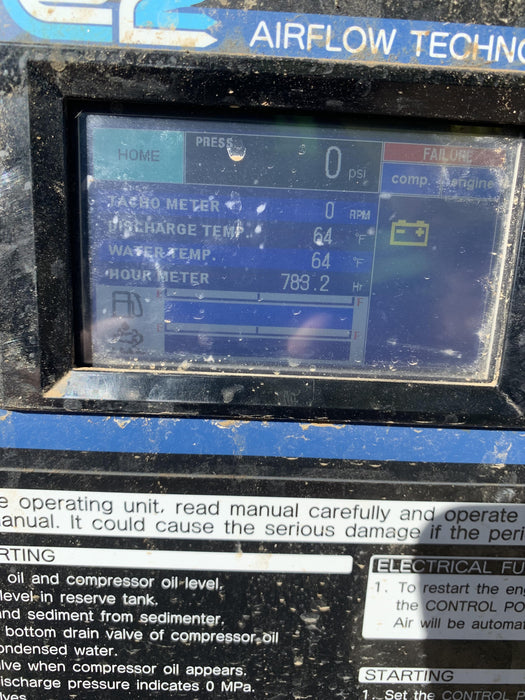 AIRFLOW TECHNO
HOME
PRESS.
0 psi
FAILURE
comp. engine
TACHO METER 0 RPM
DISCHARGE TEMP. 64 °F
WATER TEMP 64 °F
HOUR METER 783.2 Hr
E F
E F
e operating unit, read manual carefully and operate
anual. It could cause the serious damage if the peri
RTING
oil and compressor oil level.
level in reserve tank.
and sediment from sedimenter.
bottom drain valve of compressor oil
ondensed water.
alve when compressor oil appears.
ischarge pressure indicates 0 MPa.
lves
ELECTRICAL FU
1. To restart the en
the CONTROL PO
Air will be automa
STARTING
1. Set the CONTROL P